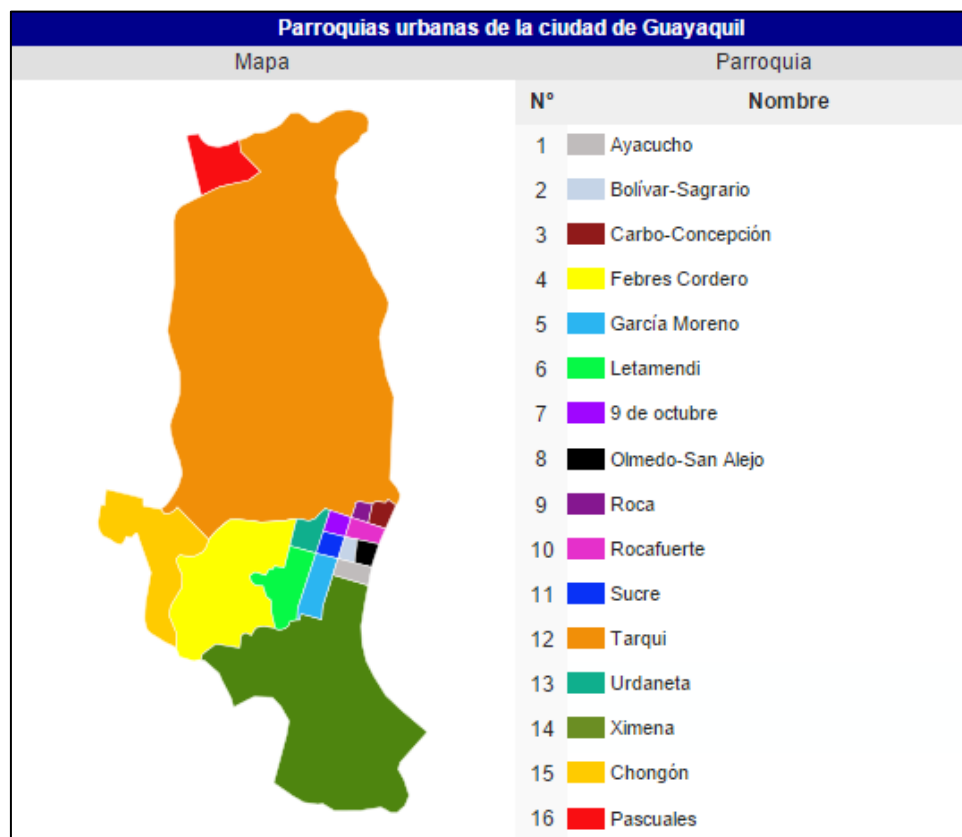 Parroquias urbanas de la ciudad de Guayaquil
Mapa Parroquia
N° Nombre
1 Ayacucho
2 Bolívar-Sagrario
3 Carbo-Concepción
4 Febres Cordero
5 García Moreno
6 Letamendi
7 9 de octubre
8 Olmedo-San Alejo
9 Roca
10 Rocafuerte
11 Sucre
12 Tarqui
13 Urdaneta
14 Ximena
15 Chongón
16 Pascuales